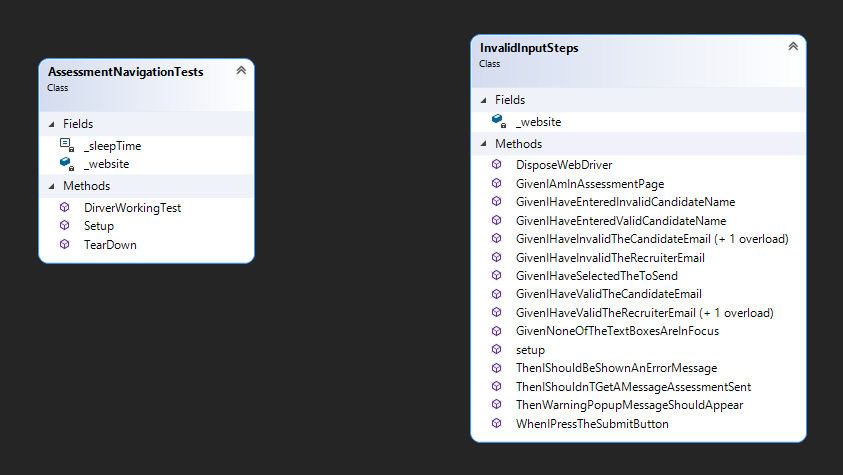 AssessmentNavigationTests
Class
Fields
_sleepTime
_website
Methods
DirverWorkingTest
Setup
TearDown
InvalidInputSteps
Class
Fields
_website
Methods
DisposeWebDriver
GivenIAmInAssessmentPage
GivenIHaveEnteredInvalidCandidateName
GivenIHaveEnteredValidCandidateName
GivenIHaveInvalidTheCandidateEmail (+ 1 overload)
GivenIHaveInvalidTheRecruiterEmail
GivenIHaveSelectedTheToSend
GivenIHaveValidTheCandidateEmail
GivenIHaveValidTheRecruiterEmail (+ 1 overload)
GivenNoneOfTheTextBoxesAreInFocus
setup
ThenIShouldBeShownAnErrorMessage
ThenIShouldnTGetAMessageAssessmentSent
ThenWarningPopupMessageShouldAppear
WhenIPressTheSubmitButton